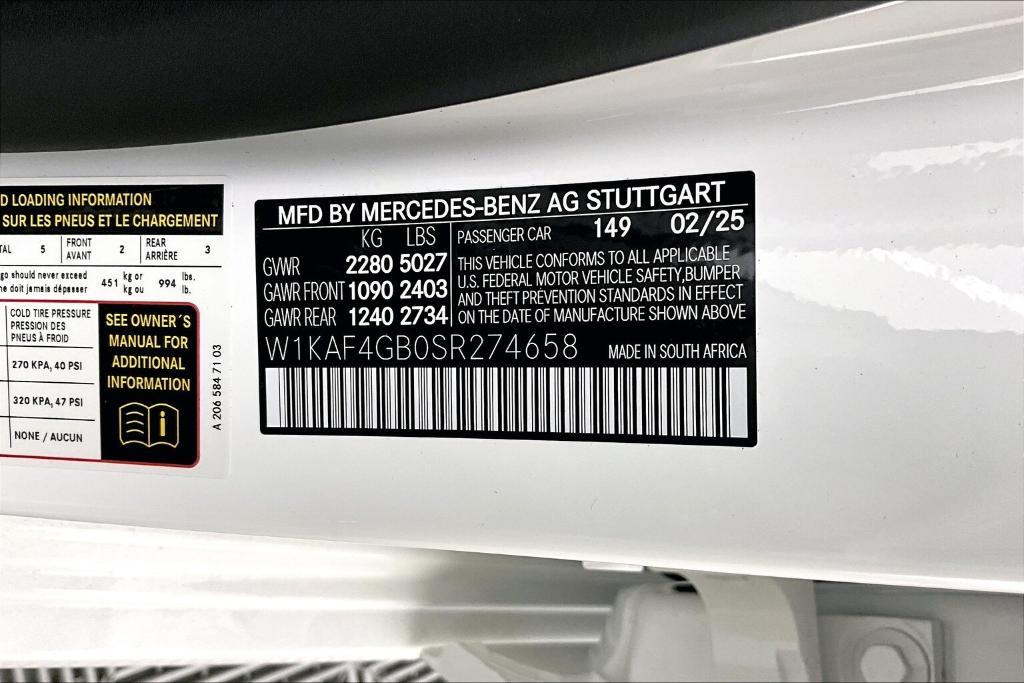 D LOADING INFORMATION
SUR LES PNEUS ET LE CHARGEMENT
TAL 5 FRONT AVANT 2 REAR ARRIÈRE 3
go should never exceed 451 kg or 994 lbs.
ne doit jamais dépasser kg ou lb.
COLD TIRE PRESSURE
PRESSION DES
PNEUS À FROID
270 KPA, 40 PSI
320 KPA, 47 PSI
NONE / AUCUN
SEE OWNER´S
MANUAL FOR
ADDITIONAL
INFORMATION
A 206 584 71 03
MFD BY MERCEDES-BENZ AG STUTTGART
KG LBS
GVWR 2280 5027
GAWR FRONT 1090 2403
GAWR REAR 1240 2734
PASSENGER CAR 149 02/25
THIS VEHICLE CONFORMS TO ALL APPLICABLE
U.S. FEDERAL MOTOR VEHICLE SAFETY,BUMPER
AND THEFT PREVENTION STANDARDS IN EFFECT
ON THE DATE OF MANUFACTURE SHOWN ABOVE
W1KAF4GB0SR274658 MADE IN SOUTH AFRICA